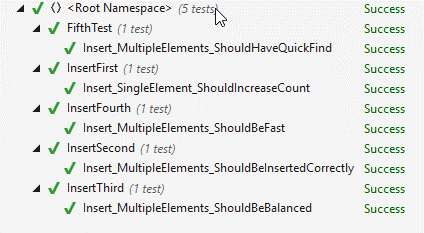 <Root Namespace> (5 tests) Success
FifthTest (1 test) Success
Insert_MultipleElements_ShouldHaveQuickFind Success
InsertFirst (1 test) Success
Insert_SingleElement_ShouldIncreaseCount Success
InsertFourth (1 test) Success
Insert_MultipleElements_ShouldBeFast Success
InsertSecond (1 test) Success
Insert_MultipleElements_ShouldBeInsertedCorrectly Success
InsertThird (1 test) Success
Insert_MultipleElements_ShouldBeBalanced Success